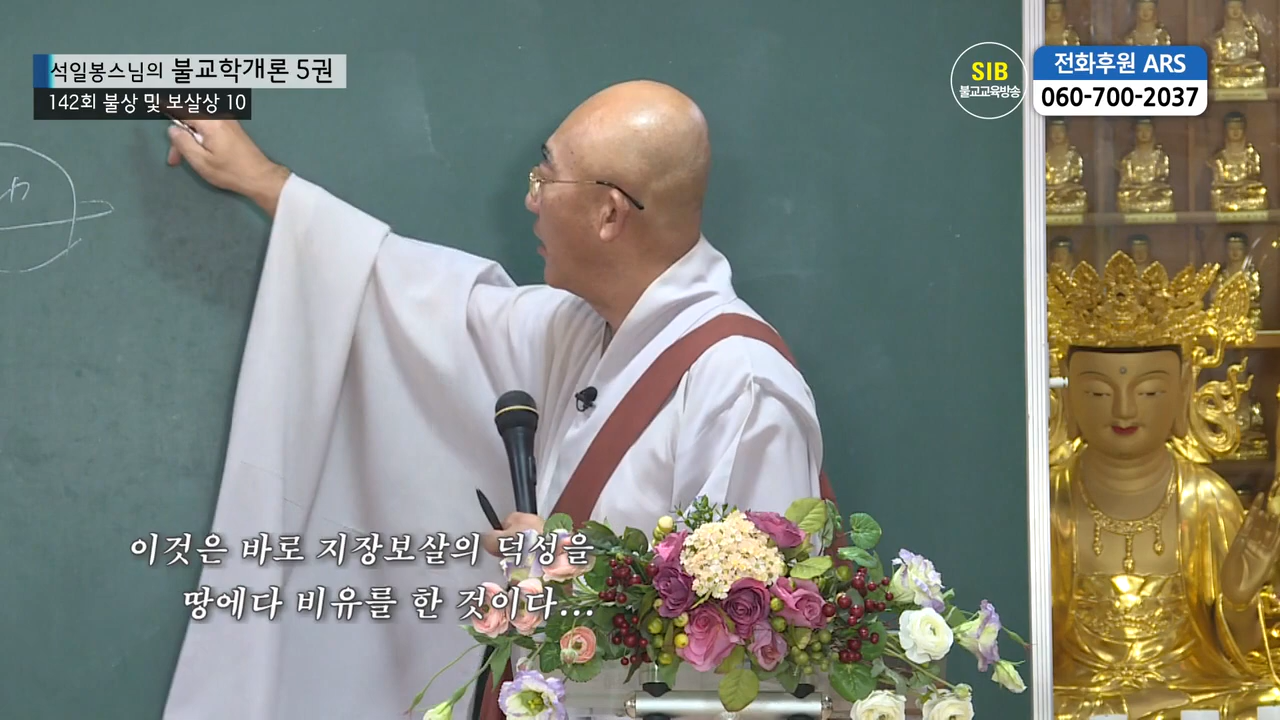 석일봉스님의 불교학개론 5권
142회 불상 및 보살상 10
SIB
불교교육방송
전화후원 ARS
060-700-2037
이것은 바로 지장보살의 덕성을
땅에다 비유를 한 것이다...